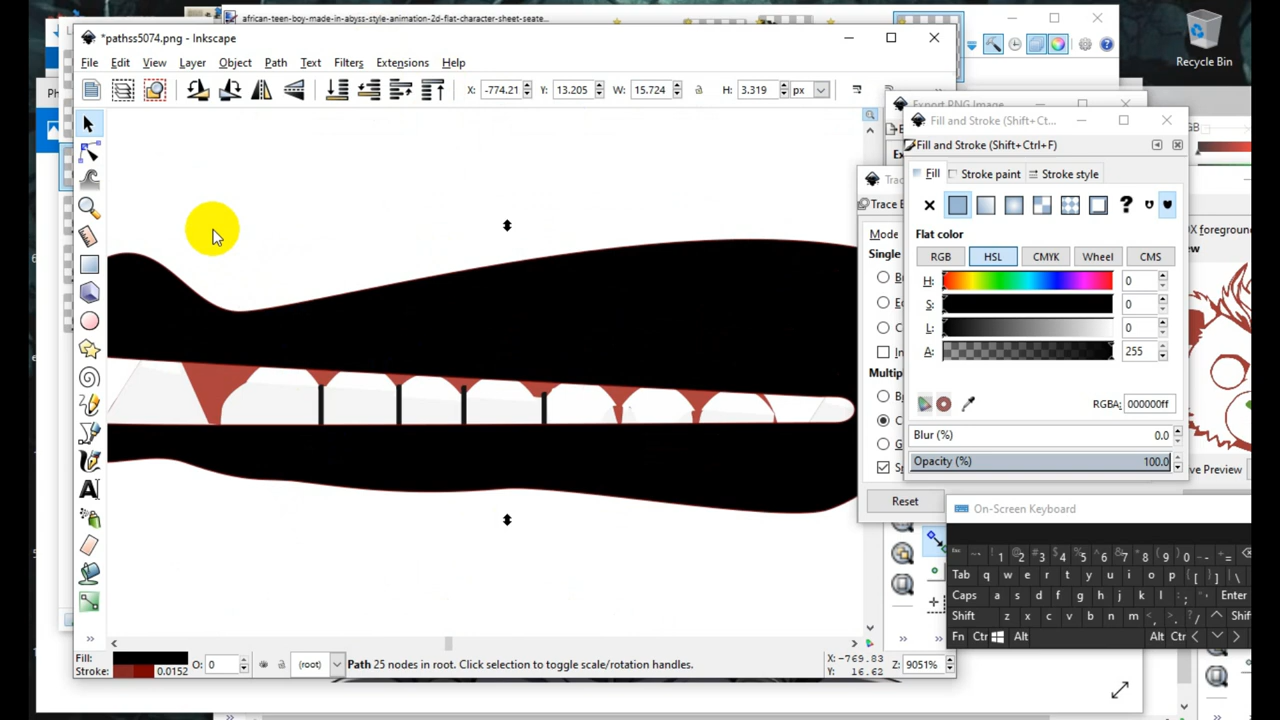 african-teen-boy-made-in-abyss-style-animation-2d-flat-character-sheet-seate...
*pathss5074.png - Inkscape
Recycle Bin
File Edit View Layer Object Path Text Filters Extensions Help
X: -774.21 Y: 13.205 W: 15.724 H: 3.319 px
Export PNG Image
Fill and Stroke (Shift+Ct...
Fill and Stroke (Shift+Ctrl+F)
Fill Stroke paint Stroke style
Trace B
Mode
Single
Flat color
RGB HSL CMYK Wheel CMS
H: 0
S: 0
L: 0
A: 255
Multip
RGBA: 000000ff
Blur (%) 0.0
Opacity (%) 100.0
ve Preview
Reset
On-Screen Keyboard
Tab q w e r t y u i o p [ ] \
Caps a s d f g h j k l ; ' Enter
Shift z x c v b n m , . / Shif
Fn Alt Alt
Fill:
Stroke: 0.0152
O: 0
(root)
Path 25 nodes in root. Click selection to toggle scale/rotation handles.
X: -769.83
Y: 16.62
Z: 9051%